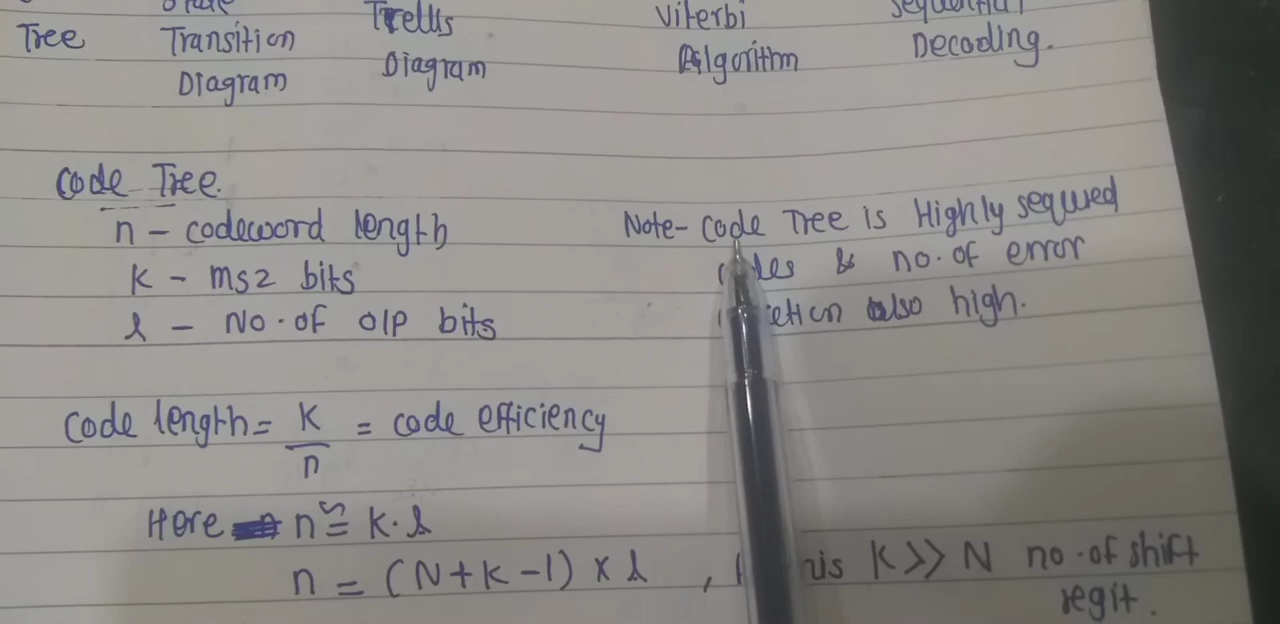 Tree
Transition
Diagram
Trellis
Diagram
Viterbi
Algorithm
Decoding.
Code Tree.
n - codeword length
k - msz bits
l - No. of O/P bits
Note- Code Tree is Highly sequred
& no. of error
also high.
Code length = K/n = code efficiency
Here n ≅ k.l
n = (N+K-1) x l , K >> N no. of shift
regit.